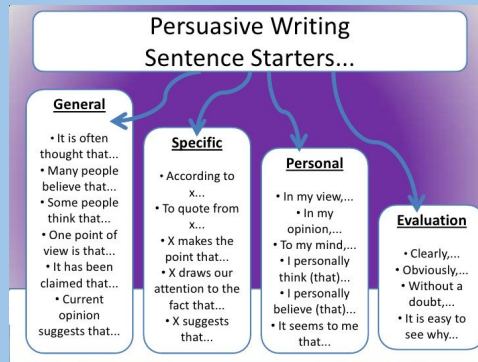 Persuasive Writing
Sentence Starters...
General
• It is often
thought that...
• Many people
believe that...
• Some people
think that...
• One point of
view is that...
• It has been
claimed that...
• Current
opinion
suggests that...
Specific
• According to
x...
• To quote from
x...
• X makes the
point that...
• X draws our
attention to the
fact that...
• X suggests
that...
Personal
• In my view,...
• In my
opinion,...
• To my mind,...
• I personally
think (that)...
• I personally
believe (that)...
• It seems to me
that...
Evaluation
• Clearly,...
• Obviously,...
• Without a
doubt,...
• It is easy to
see why...